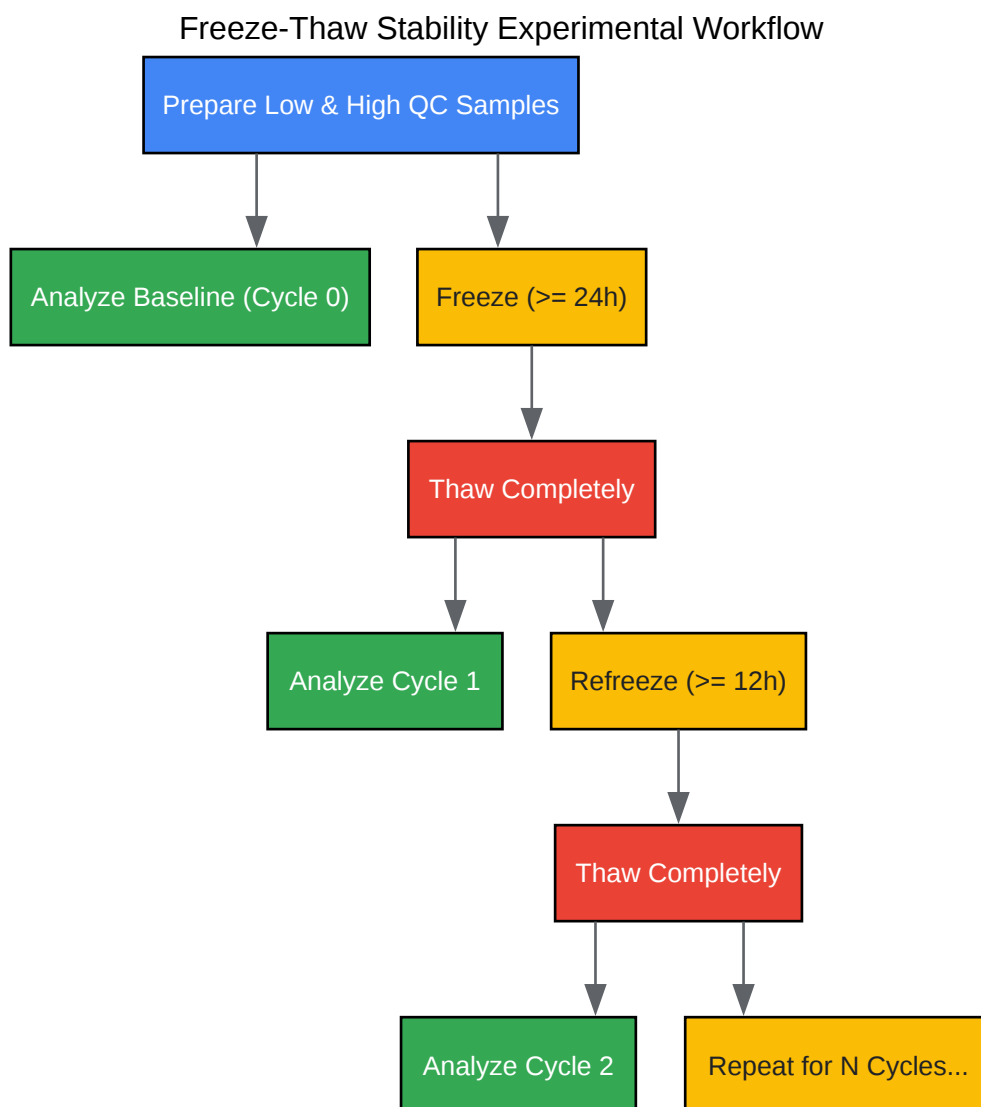 Freeze-Thaw Stability Experimental Workflow
Prepare Low & High QC Samples
Analyze Baseline (Cycle 0)
Freeze (>= 24h)
Thaw Completely
Analyze Cycle 1
Refreeze (>= 12h)
Thaw Completely
Analyze Cycle 2
Repeat for N Cycles...